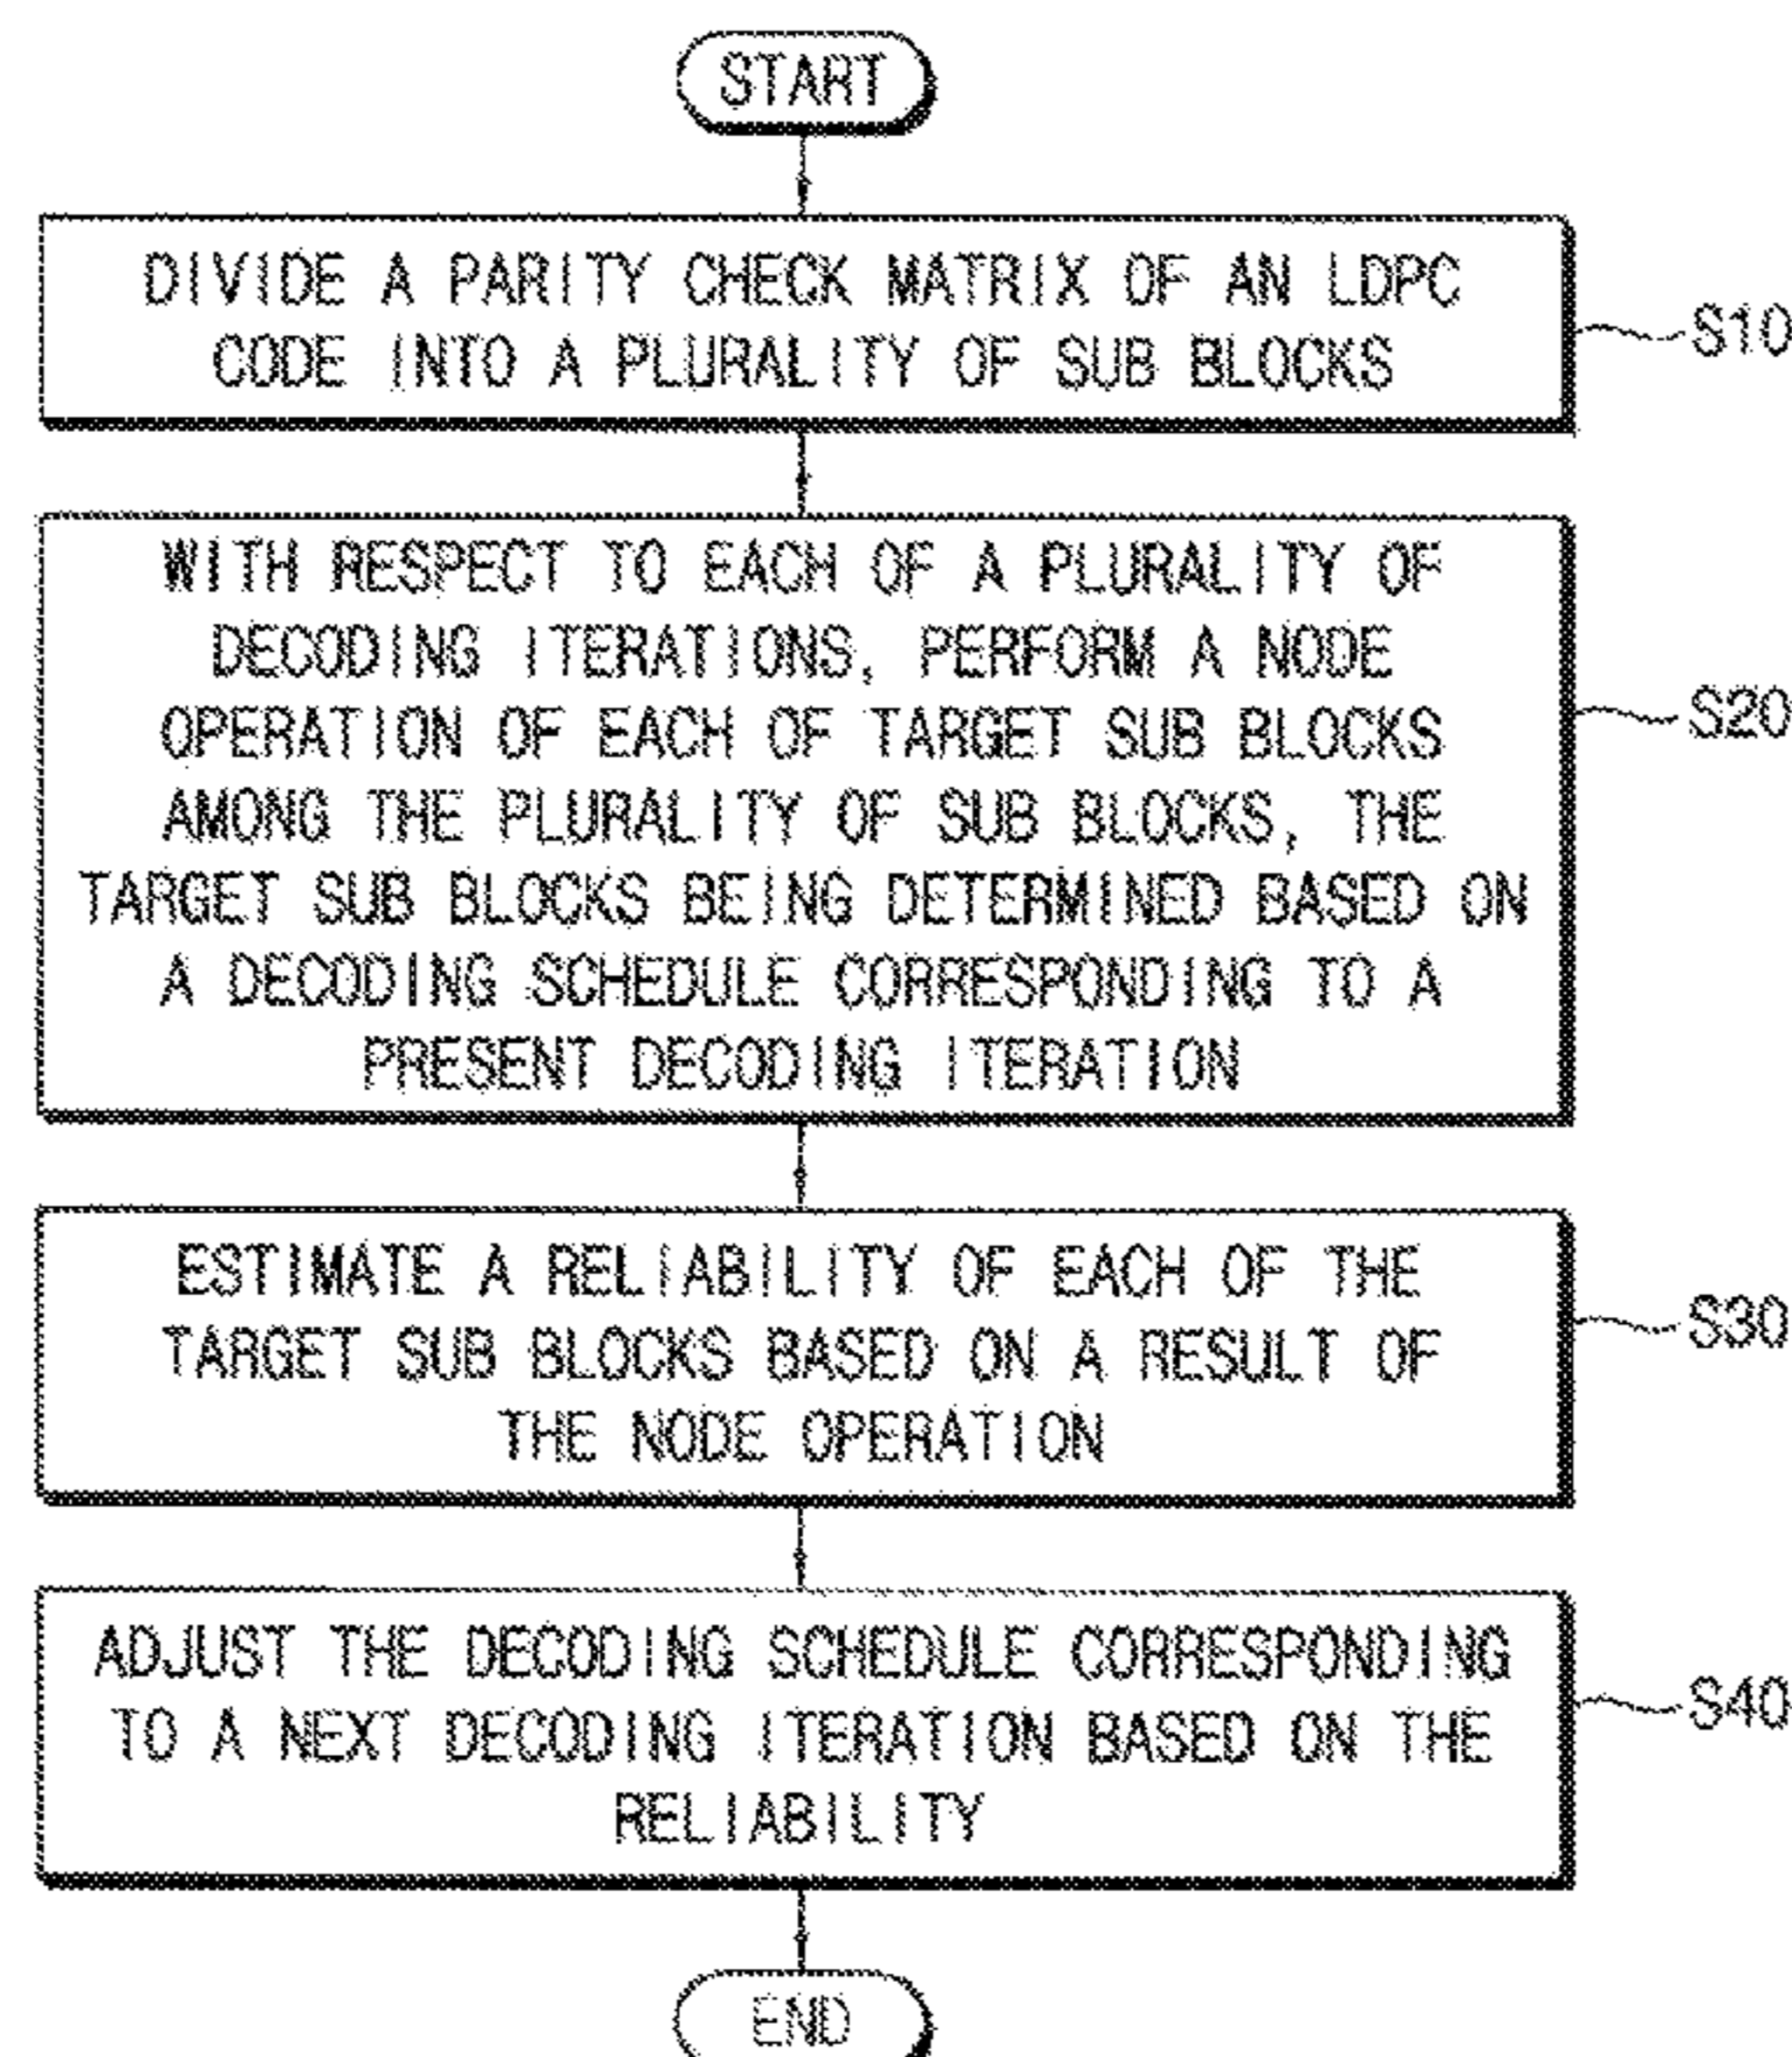 START
DIVIDE A PARITY CHECK MATRIX OF AN LDPC
CODE INTO A PLURALITY OF SUB BLOCKS
S10
WITH RESPECT TO EACH OF A PLURALITY OF
DECODING ITERATIONS, PERFORM A NODE
OPERATION OF EACH OF TARGET SUB BLOCKS
AMONG THE PLURALITY OF SUB BLOCKS, THE
TARGET SUB BLOCKS BEING DETERMINED BASED ON
A DECODING SCHEDULE CORRESPONDING TO A
PRESENT DECODING ITERATION
S20
ESTIMATE A RELIABILITY OF EACH OF THE
TARGET SUB BLOCKS BASED ON A RESULT OF
THE NODE OPERATION
S30
ADJUST THE DECODING SCHEDULE CORRESPONDING
TO A NEXT DECODING ITERATION BASED ON THE
RELIABILITY
S40
END